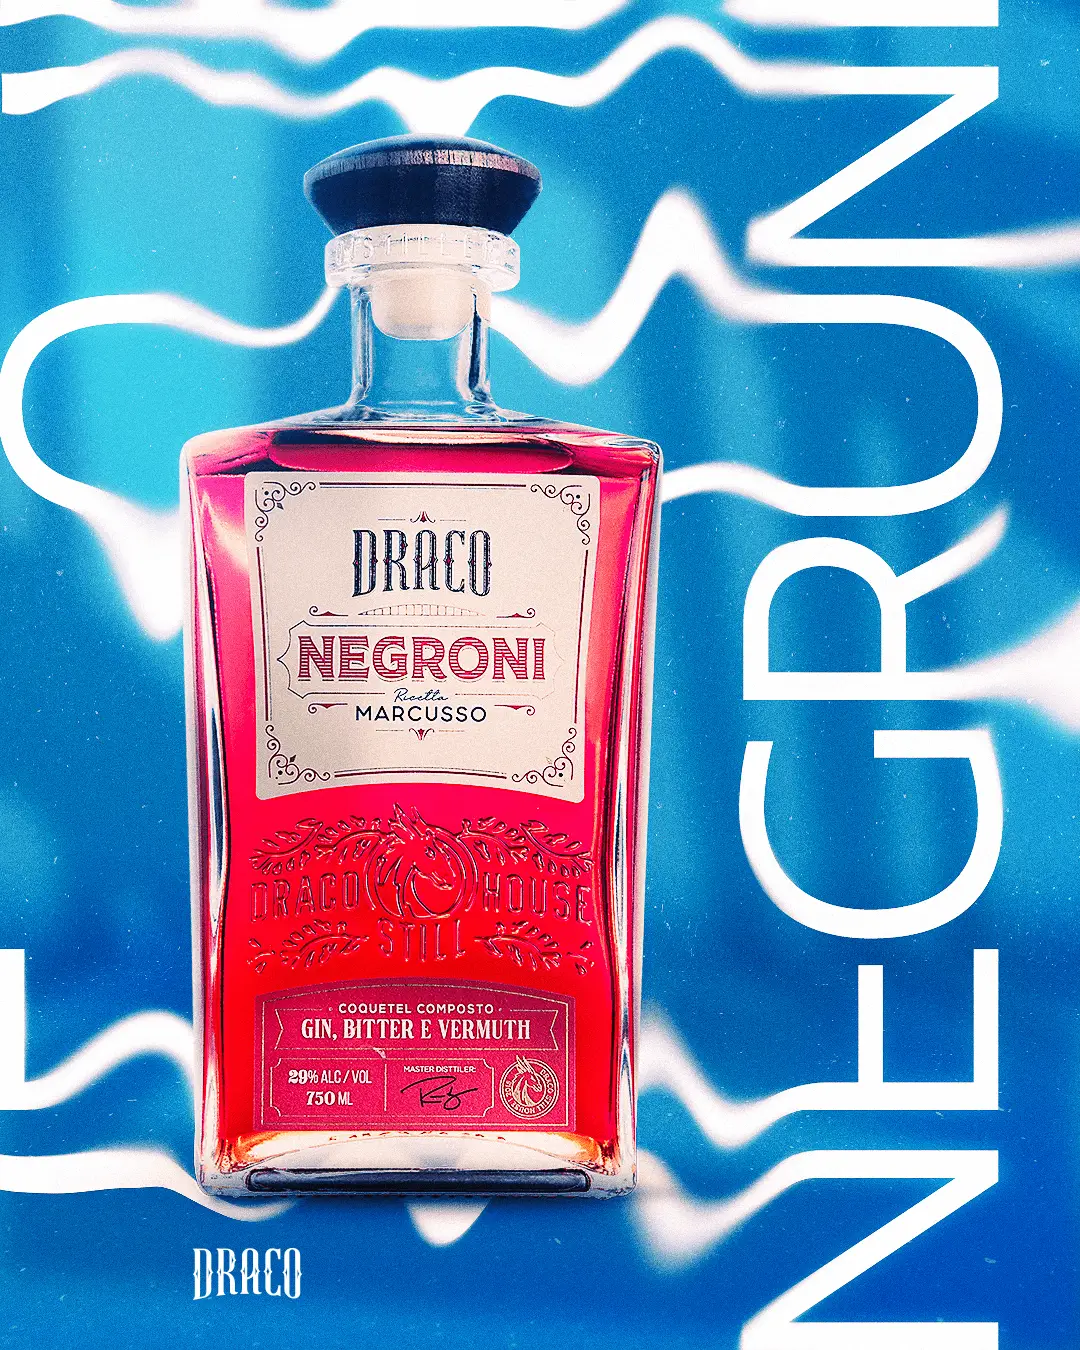 DISTILLER
DRACO
NEGRONI
Ricetta
MARCUSSO
DRACO HOUSE
STILL
COQUETEL COMPOSTO
GIN, BITTER E VERMUTH
29% ALC / VOL
750 ML
MASTER DISTTILER:
DRACO
NEGRONI